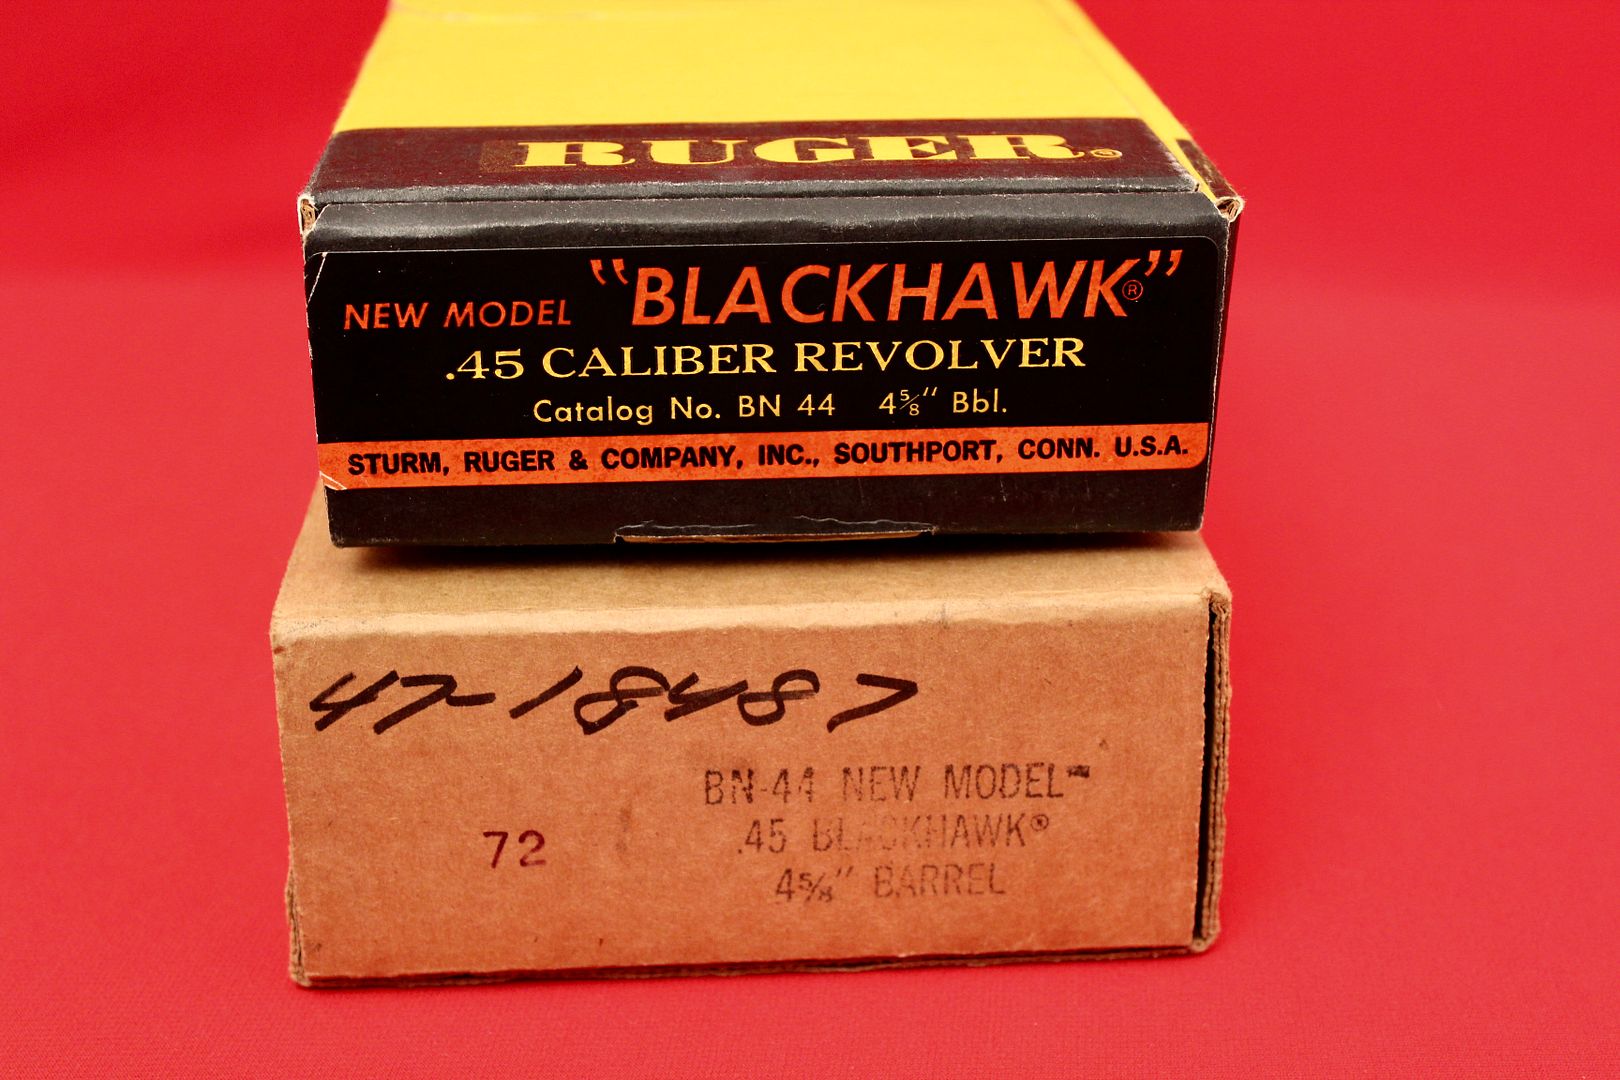 RUGER®
NEW MODEL "BLACKHAWK®"
.45 CALIBER REVOLVER
Catalog No. BN 44 4⅝" Bbl.
STURM, RUGER & COMPANY, INC., SOUTHPORT, CONN. U.S.A.
47-18487
BN-44 NEW MODEL™
.45 BLACKHAWK®
72
4⅝" BARREL